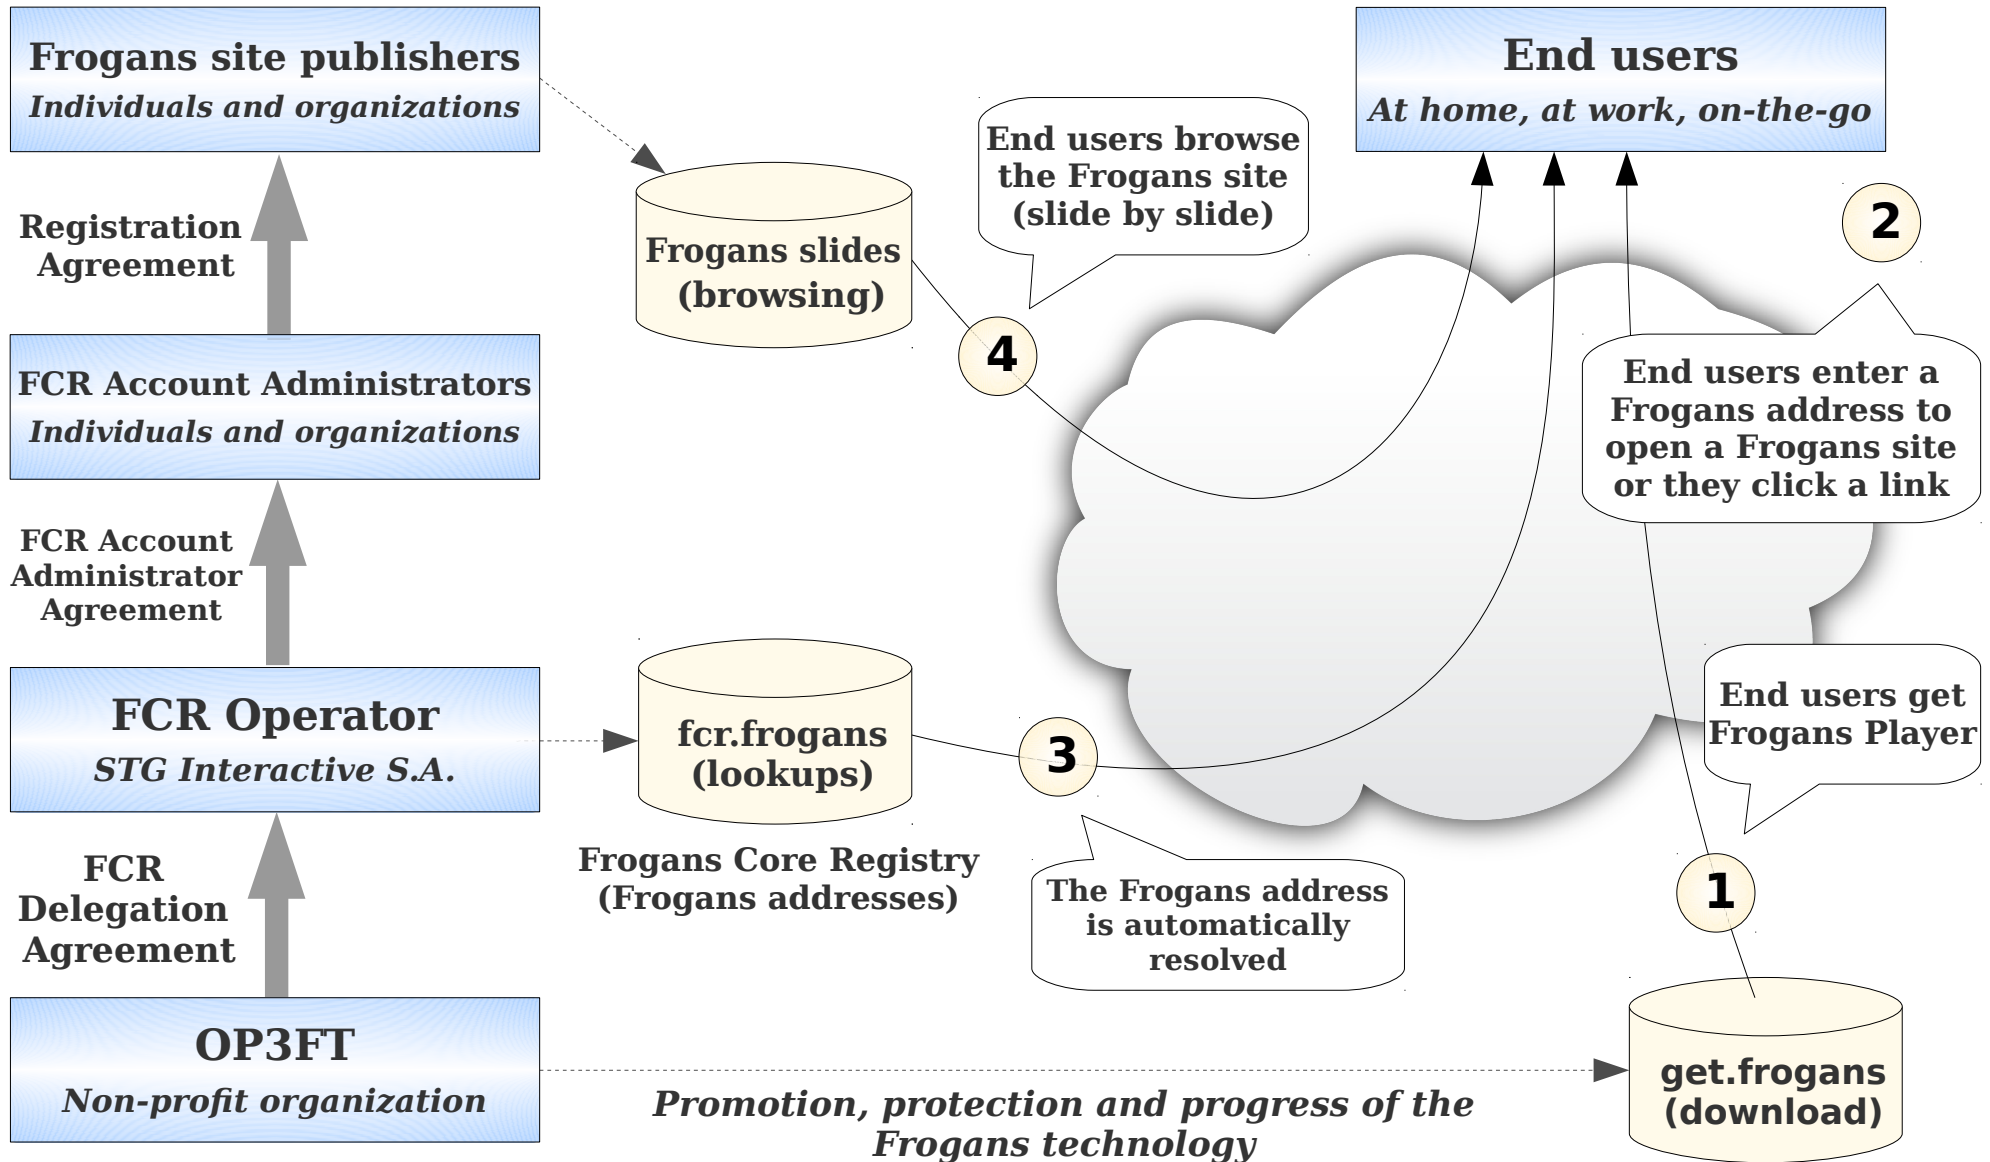 Frogans site publishers
Individuals and organizations
Registration
Agreement
FCR Account Administrators
Individuals and organizations
FCR Account
Administrator
Agreement
FCR Operator
STG Interactive S.A.
FCR
Delegation
Agreement
OP3FT
Non-profit organization
Frogans slides
(browsing)
End users browse
the Frogans site
(slide by slide)
4
End users
At home, at work, on-the-go
2
End users enter a
Frogans address to
open a Frogans site
or they click a link
fcr.frogans
(lookups)
Frogans Core Registry
(Frogans addresses)
3
The Frogans address
is automatically
resolved
End users get
Frogans Player
1
get.frogans
(download)
Promotion, protection and progress of the
Frogans technology